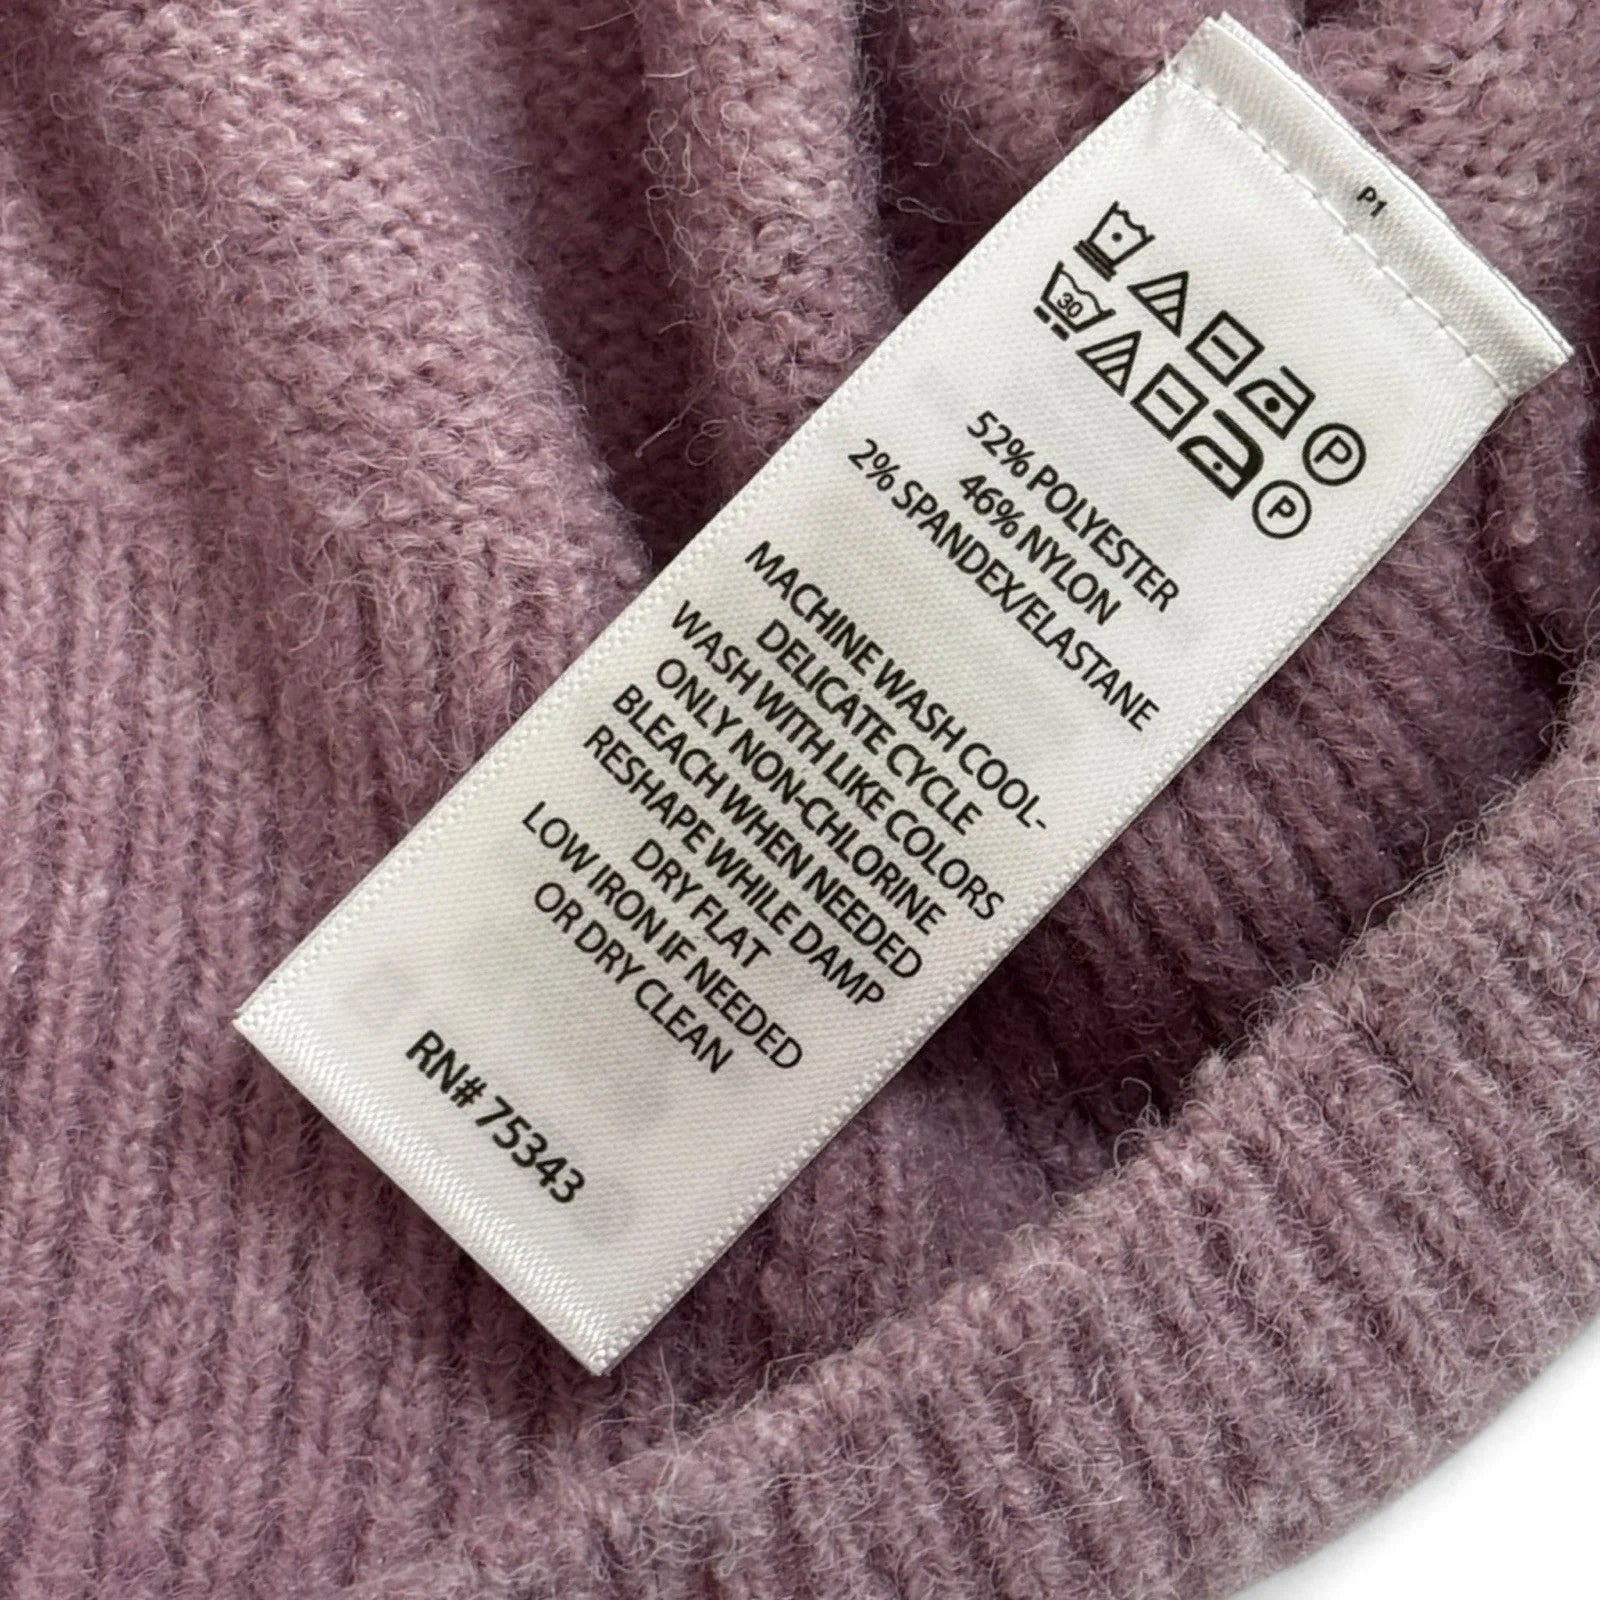 P1
P
30
P
52% POLYESTER
46% NYLON
2% SPANDEX/ELASTANE
MACHINE WASH COOL-
DELICATE CYCLE
WASH WITH LIKE COLORS
ONLY NON-CHLORINE
BLEACH WHEN NEEDED
RESHAPE WHILE DAMP
DRY FLAT
LOW IRON IF NEEDED
OR DRY CLEAN
RN# 75343